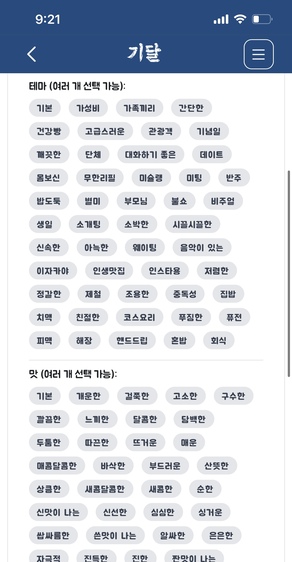 9:21
기달
테마 (여러 개 선택 가능):
기본 가성비 가족끼리 간단한
건강빵 고급스러운 관광객 기념일
깨끗한 단체 대화하기 좋은 데이트
몸보신 무한리필 미슐랭 미팅 반주
밥도둑 별미 부모님 불쇼 비주얼
생일 소개팅 소박한 시끌시끌한
신속한 아늑한 웨이팅 음악이 있는
이자카야 인생맛집 인스타용 저렴한
정갈한 제철 조용한 중독성 집밥
치맥 친절한 코스요리 푸짐한 퓨전
피맥 해장 핸드드립 혼밥 회식
맛 (여러 개 선택 가능):
기본 개운한 걸쭉한 고소한 구수한
깔끔한 느끼한 달콤한 담백한
두툼한 따끈한 뜨거운 매운
매콤달콤한 바삭한 부드러운 산뜻한
상큼한 새콤달콤한 새콤한 순한
신맛이 나는 신선한 심심한 싱거운
쌉싸름한 쓴맛이 나는 알싸한 은은한
자극적 진득한 진한 짠맛이 나는